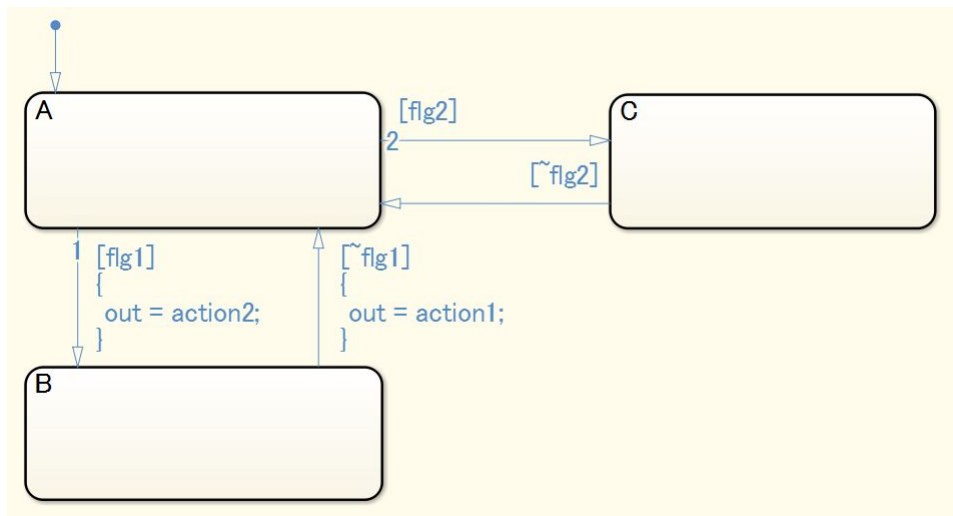 A
[flg2]
2
C
[~flg2]
1
[flg1]
{
out = action2;
}
[~flg1]
{
out = action1;
}
B